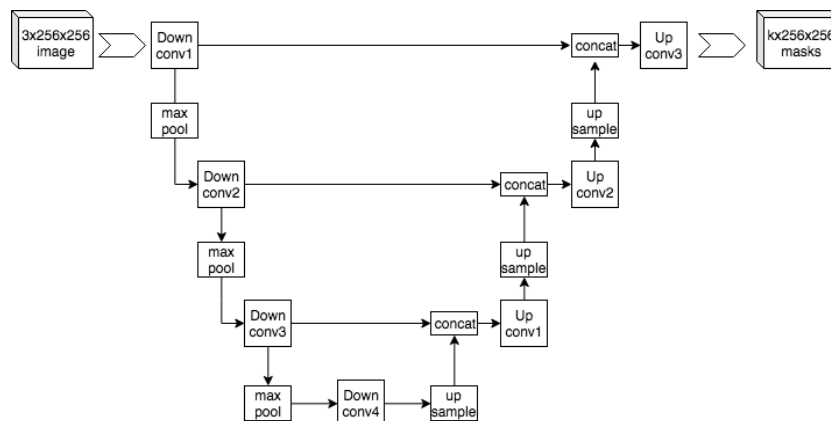 3x256x256
image
Down
conv1
concat
Up
conv3
kx256x256
masks
max
pool
up
sample
Down
conv2
concat
Up
conv2
max
pool
up
sample
Down
conv3
concat
Up
conv1
max
pool
Down
conv4
up
sample